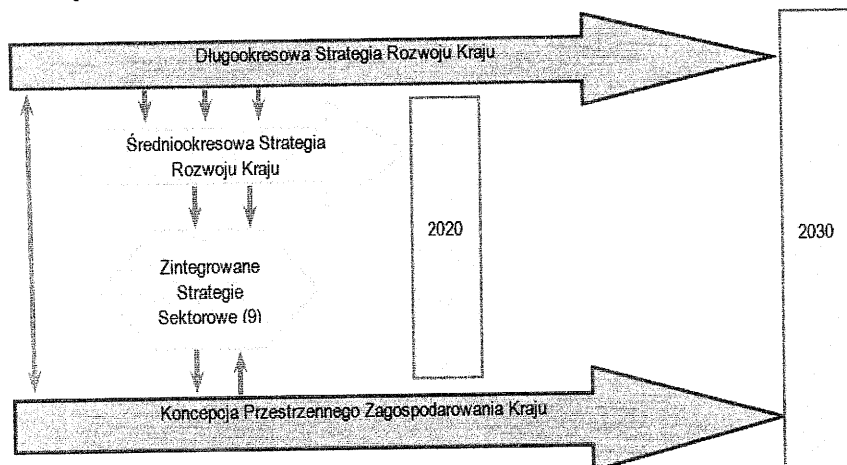 Długookresowa Strategia Rozwoju Kraju
Średniookresowa Strategia
Rozwoju Kraju
2020
2030
Zintegrowane
Strategie
Sektorowe (9)
Koncepcja Przestrzennego Zagospodarowania Kraju